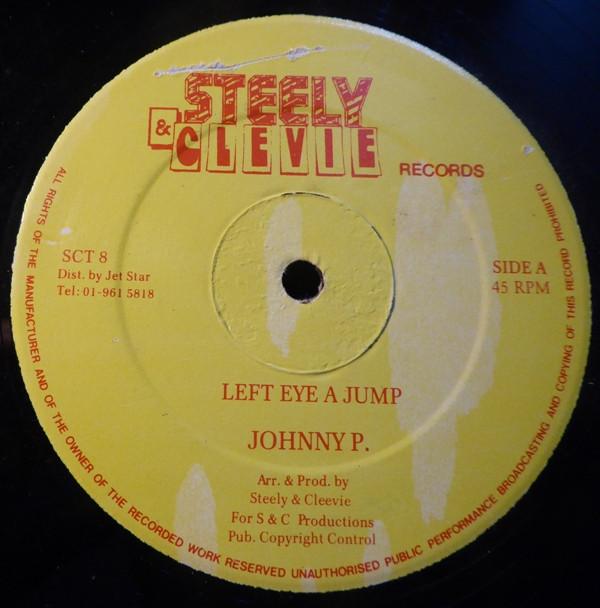 STEELY
& CLEVIE
RECORDS
SCT 8
Dist. by Jet Star
Tel: 01-961 5818
SIDE A
45 RPM
LEFT EYE A JUMP
JOHNNY P.
Arr. & Prod. by
Steely & Cleevie
For S & C Productions
Pub. Copyright Control
ALL RIGHTS OF THE MANUFACTURER AND OF THE OWNER OF THE RECORDED WORK RESERVED UNAUTHORISED PUBLIC PERFORMANCE BROADCASTING AND COPYING OF THIS RECORD PROHIBITED